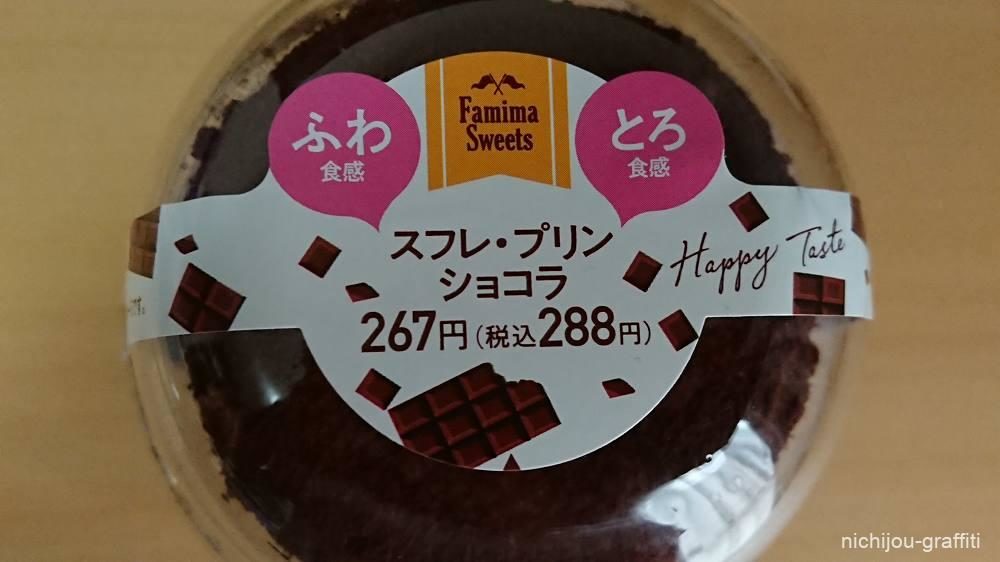 ふわ
食感
Famima
Sweets
とろ
食感
スフレ・プリン
ショコラ
267円(税込288円)
Happy Taste
nichijou-graffiti